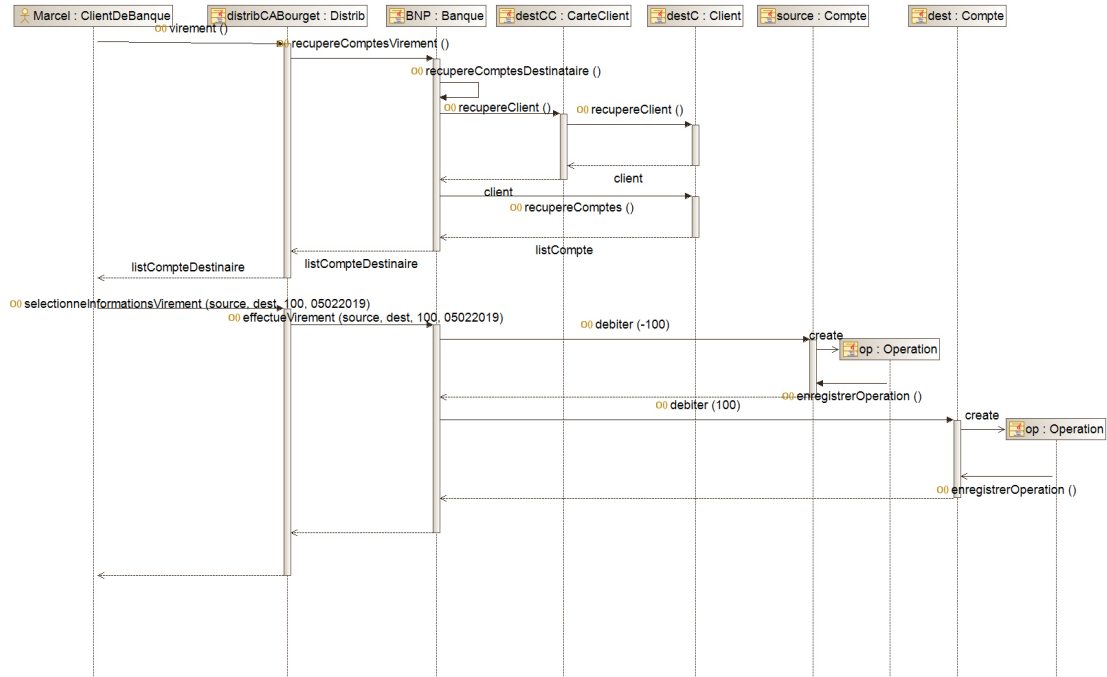 Marcel : ClientDeBanque
distribCABourget : Distrib
BNP : Banque
destCC : CarteClient
destC : Client
source : Compte
dest : Compte
virement ()
recupereComptesVirement ()
recupereComptesDestinataire ()
recupereClient ()
recupereClient ()
client
client
recupereComptes ()
listCompte
listCompteDestinaire
listCompteDestinaire
selectionneInformationsVirement (source, dest, 100, 05022019)
effectueVirement (source, dest, 100, 05022019)
debiter (-100)
create
op : Operation
enregistrerOperation ()
debiter (100)
create
op : Operation
enregistrerOperation ()